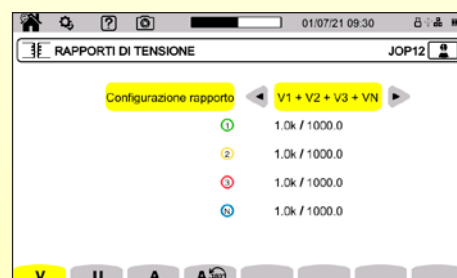 01/07/21 09:30
RAPPORTI DI TENSIONE JOP12
Configurazione rapporto V1 + V2 + V3 + VN
1 1.0k / 1000.0
2 1.0k / 1000.0
3 1.0k / 1000.0
N 1.0k / 1000.0
V U A A